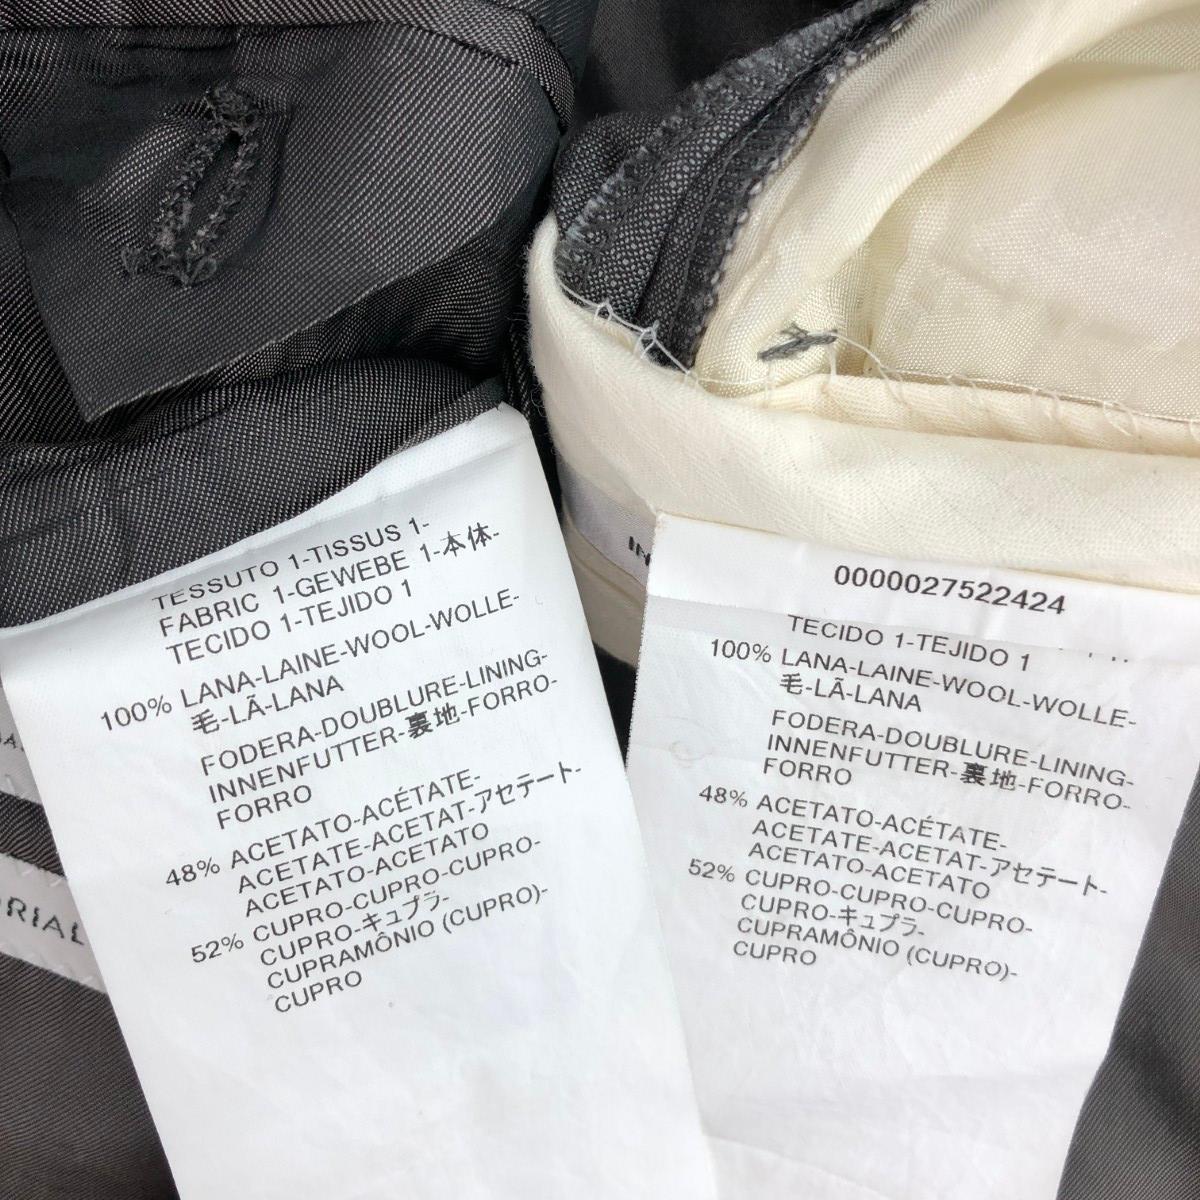 TESSUTO 1-TISSUS 1-
FABRIC 1-GEWEBE 1-本体-
TECIDO 1-TEJIDO 1
100% LANA-LAINE-WOOL-WOLLE-
毛-LÃ-LANA
FODERA-DOUBLURE-LINING-
INNENFUTTER-裏地-FORRO-
FORRO
48% ACETATO-ACÉTATE-
ACETATE-ACETAT-アセテート-
ACETATO-ACETATO
52% CUPRO-CUPRO-CUPRO-
CUPRO-キュプラ-
CUPRAMÔNIO (CUPRO)-
CUPRO
0000027522424
TECIDO 1-TEJIDO 1
100% LANA-LAINE-WOOL-WOLLE-
毛-LÃ-LANA
FODERA-DOUBLURE-LINING-
INNENFUTTER-裏地-FORRO-
FORRO
48% ACETATO-ACÉTATE-
ACETATE-ACETAT-アセテート-
ACETATO-ACETATO
52% CUPRO-CUPRO-CUPRO-
CUPRO-キュプラ-
CUPRAMÔNIO (CUPRO)-
CUPRO
RIAL